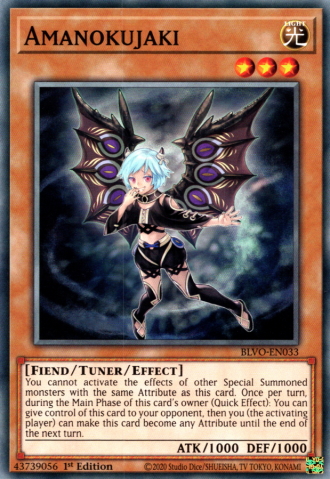 AMANOKUJAKI
LIGHT
光
BLVO-EN033
[FIEND/TUNER/EFFECT]
You cannot activate the effects of other Special Summoned
monsters with the same Attribute as this card. Once per turn,
during the Main Phase of this card's owner (Quick Effect): You can
give control of this card to your opponent, then you (the activating
player) can make this card become any Attribute until the end of
the next turn.
ATK/1000 DEF/1000
43739056 1st Edition ©2020 Studio Dice/SHUEISHA, TV TOKYO, KONAMI